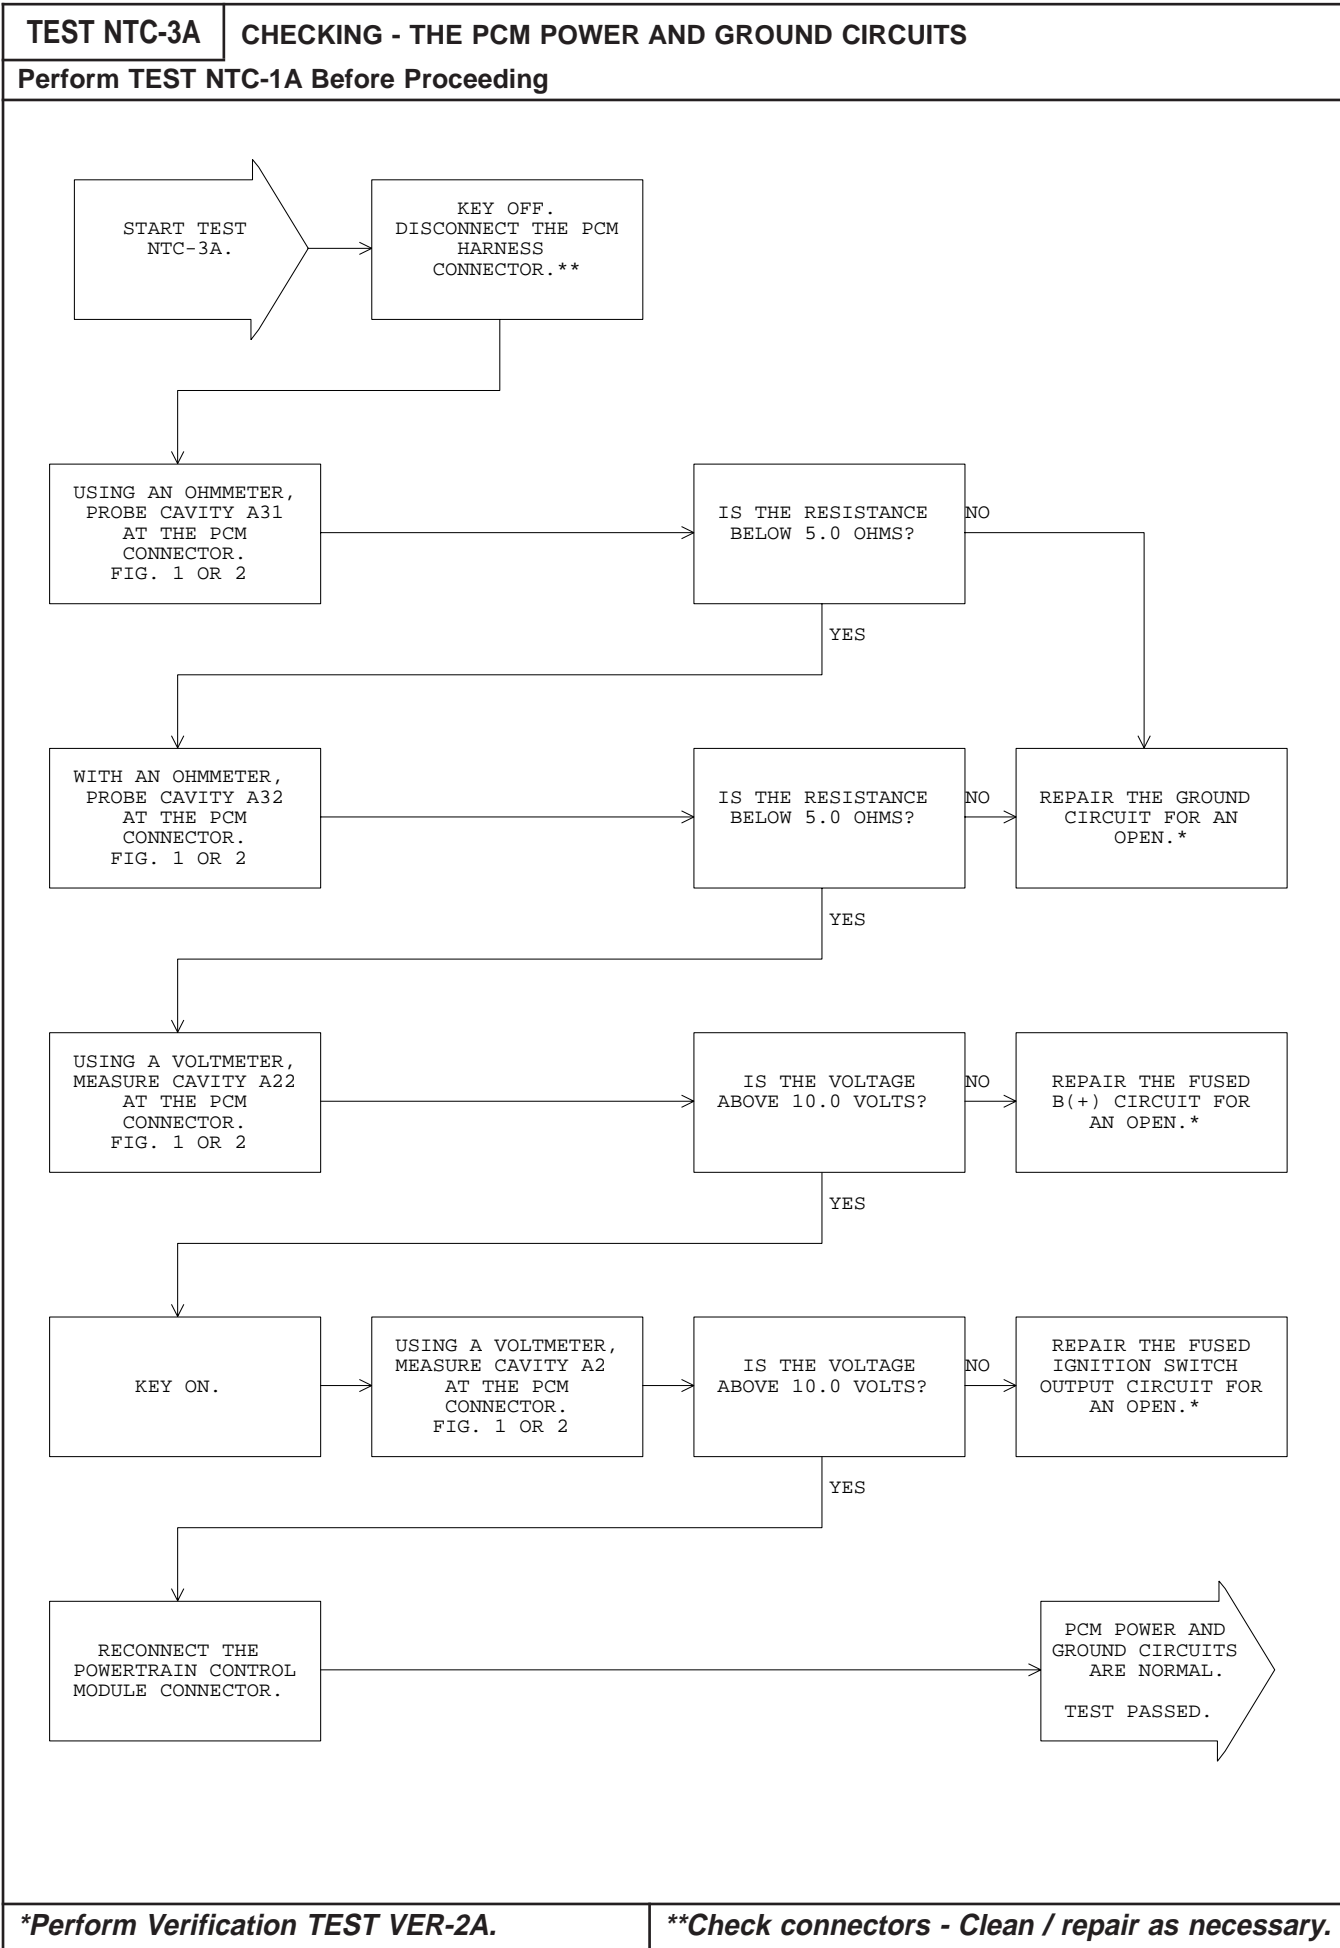 TEST NTC-3A
CHECKING - THE PCM POWER AND GROUND CIRCUITS
Perform TEST NTC-1A Before Proceeding
START TEST
NTC-3A.
KEY OFF.
DISCONNECT THE PCM
HARNESS
CONNECTOR.**
USING AN OHMMETER,
PROBE CAVITY A31
AT THE PCM
CONNECTOR.
FIG. 1 OR 2
IS THE RESISTANCE
BELOW 5.0 OHMS?
NO
YES
WITH AN OHMMETER,
PROBE CAVITY A32
AT THE PCM
CONNECTOR.
FIG. 1 OR 2
IS THE RESISTANCE
BELOW 5.0 OHMS?
NO
REPAIR THE GROUND
CIRCUIT FOR AN
OPEN.*
YES
USING A VOLTMETER,
MEASURE CAVITY A22
AT THE PCM
CONNECTOR.
FIG. 1 OR 2
IS THE VOLTAGE
ABOVE 10.0 VOLTS?
NO
REPAIR THE FUSED
B(+) CIRCUIT FOR
AN OPEN.*
YES
KEY ON.
USING A VOLTMETER,
MEASURE CAVITY A2
AT THE PCM
CONNECTOR.
FIG. 1 OR 2
IS THE VOLTAGE
ABOVE 10.0 VOLTS?
NO
REPAIR THE FUSED
IGNITION SWITCH
OUTPUT CIRCUIT FOR
AN OPEN.*
YES
RECONNECT THE
POWERTRAIN CONTROL
MODULE CONNECTOR.
PCM POWER AND
GROUND CIRCUITS
ARE NORMAL.
TEST PASSED.
*Perform Verification TEST VER-2A.
**Check connectors - Clean / repair as necessary.